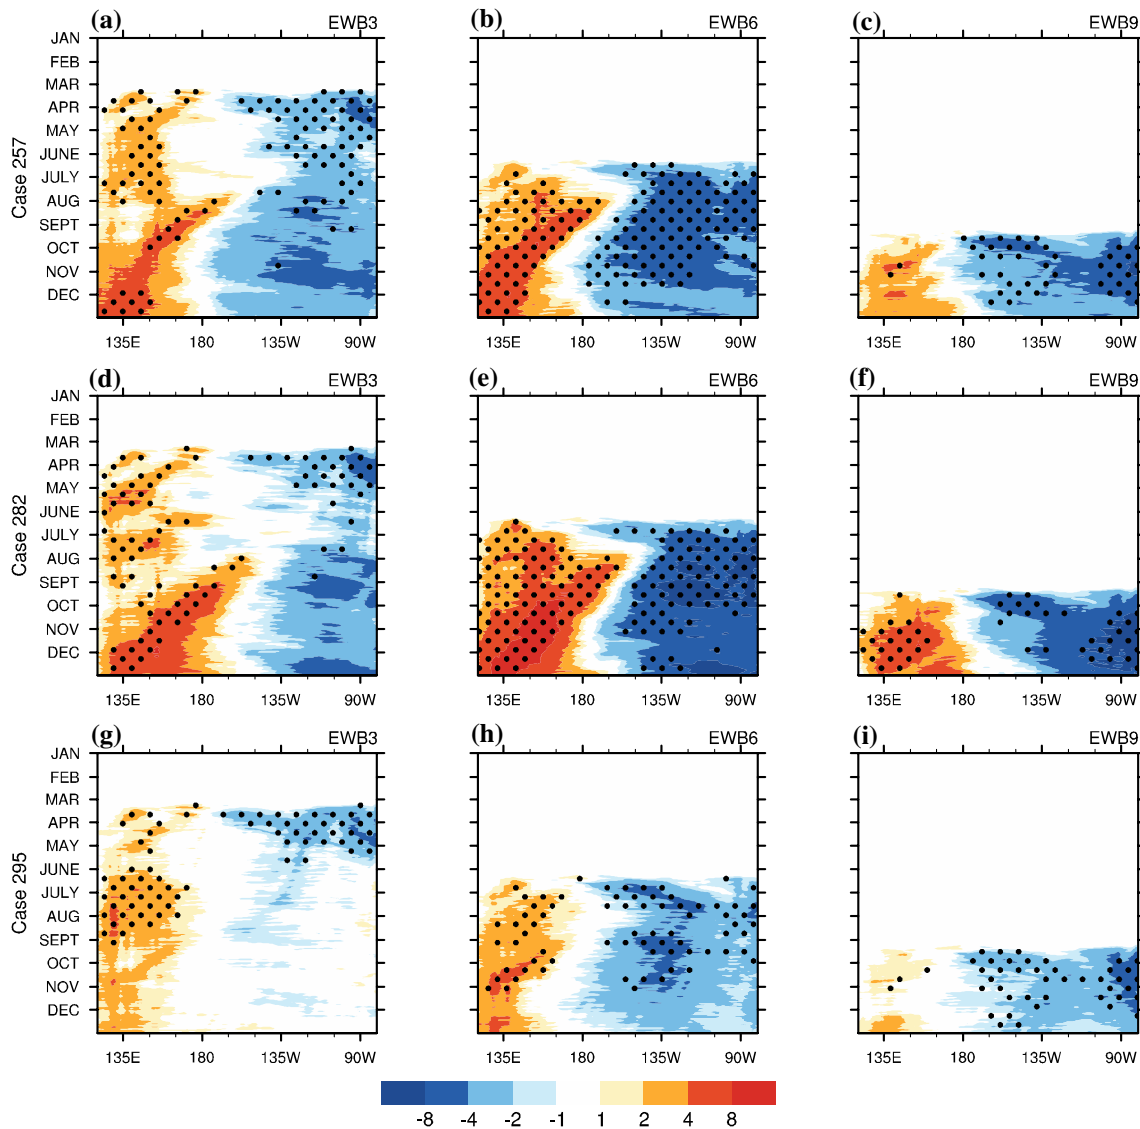 (a) EWB3 (b) EWB6 (c) EWB9
JAN
FEB
MAR
APR
MAY
JUNE
JULY
AUG
SEPT
OCT
NOV
DEC
Case 257
135E 180 135W 90W 135E 180 135W 90W 135E 180 135W 90W
(d) EWB3 (e) EWB6 (f) EWB9
JAN
FEB
MAR
APR
MAY
JUNE
JULY
AUG
SEPT
OCT
NOV
DEC
Case 282
135E 180 135W 90W 135E 180 135W 90W 135E 180 135W 90W
(g) EWB3 (h) EWB6 (i) EWB9
JAN
FEB
MAR
APR
MAY
JUNE
JULY
AUG
SEPT
OCT
NOV
DEC
Case 295
135E 180 135W 90W 135E 180 135W 90W 135E 180 135W 90W
-8 -4 -2 -1 1 2 4 8